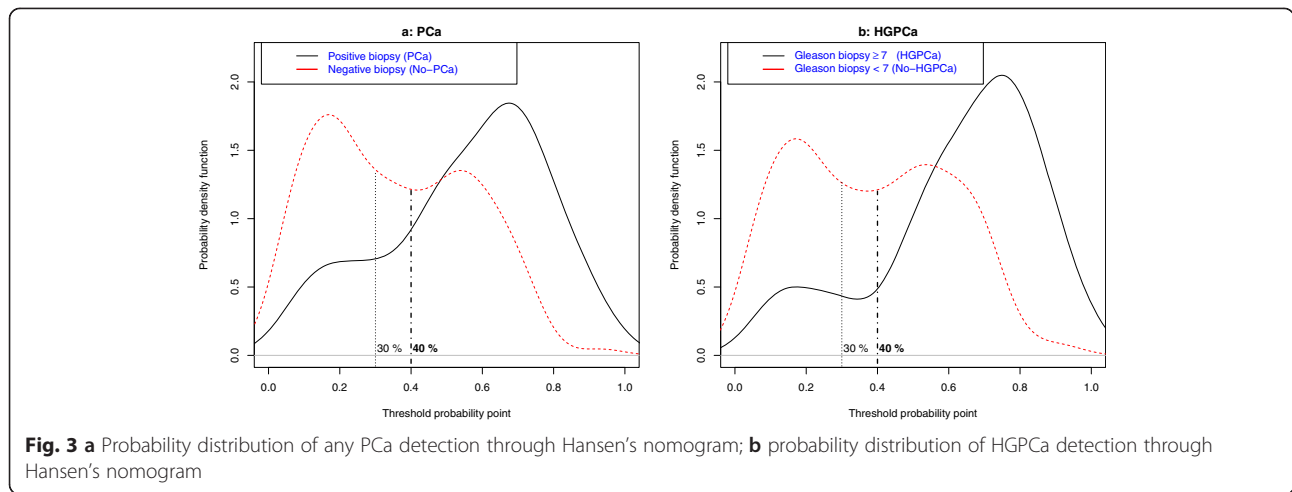 a: PCa
Positive biopsy (PCa)
Negative biopsy (No−PCa)
Probability density function
2.0
1.5
1.0
0.5
0.0
30 %
40 %
0.0 0.2 0.4 0.6 0.8 1.0
Threshold probability point
b: HGPCa
Gleason biopsy ≥ 7 (HGPCa)
Gleason biopsy < 7 (No−HGPCa)
Probability density function
2.0
1.5
1.0
0.5
0.0
30 %
40 %
0.0 0.2 0.4 0.6 0.8 1.0
Threshold probability point
Fig. 3 a Probability distribution of any PCa detection through Hansen’s nomogram; b probability distribution of HGPCa detection through
Hansen’s nomogram